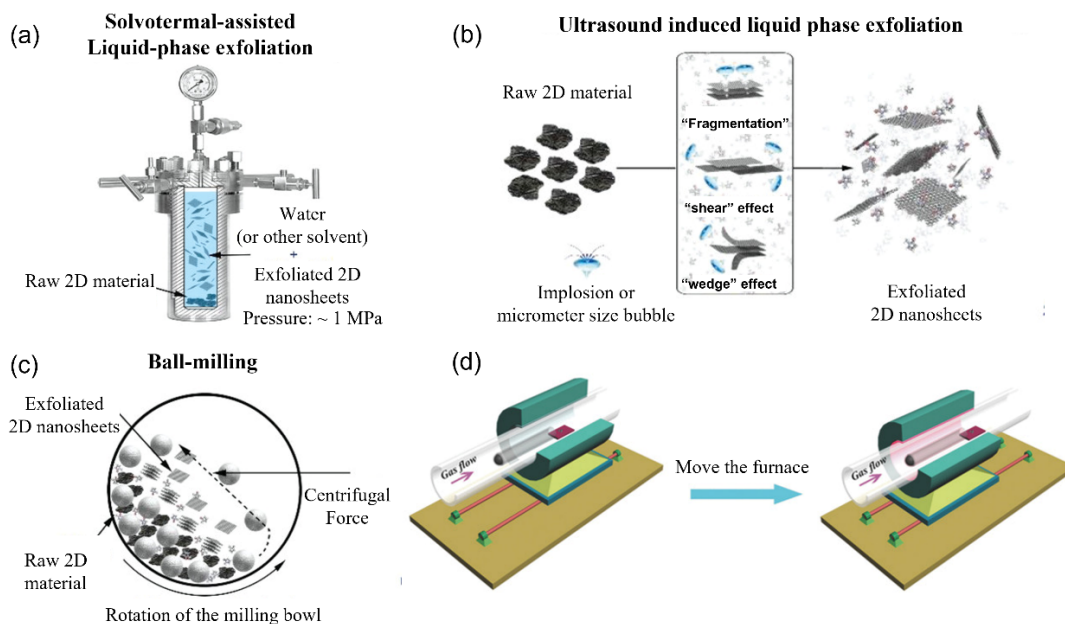 (a)
Solvotermal-assisted
Liquid-phase exfoliation
Water
(or other solvent)
+
Exfoliated 2D
nanosheets
Pressure: ~ 1 MPa
Raw 2D material
(b)
Ultrasound induced liquid phase exfoliation
Raw 2D material
Implosion or
micrometer size bubble
“Fragmentation”
“shear” effect
“wedge” effect
Exfoliated
2D nanosheets
(c)
Ball-milling
Exfoliated
2D nanosheets
Centrifugal
Force
Raw 2D
material
Rotation of the milling bowl
(d)
Gas flow
Move the furnace
Gas flow